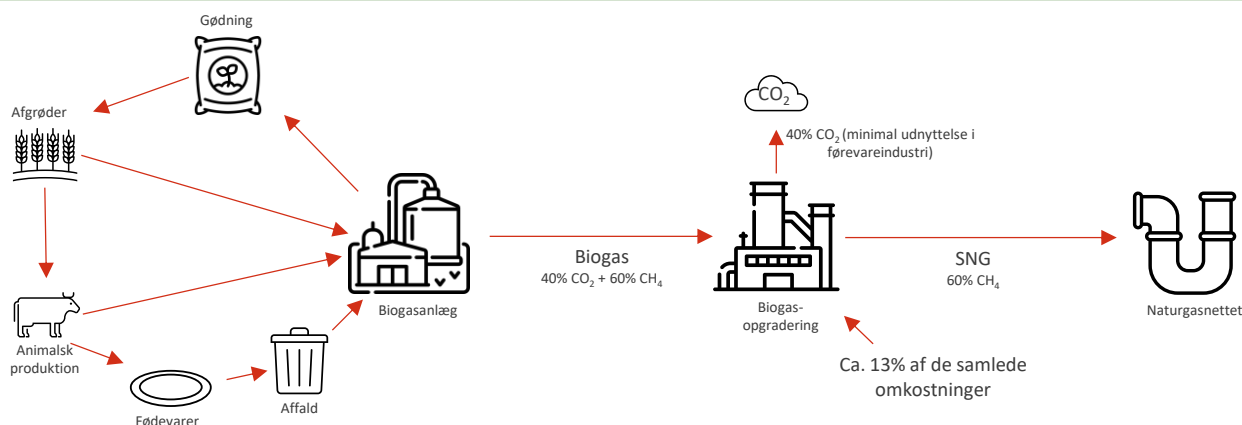 Gødning
Afgrøder
CO₂
40% CO₂ (minimal udnyttelse i
førevareindustri)
Biogas
40% CO₂ + 60% CH₄
SNG
60% CH₄
Biogasanlæg
Biogas-
opgradering
Naturgasnettet
Animalsk
produktion
Ca. 13% af de samlede
omkostninger
Affald
Fødevarer